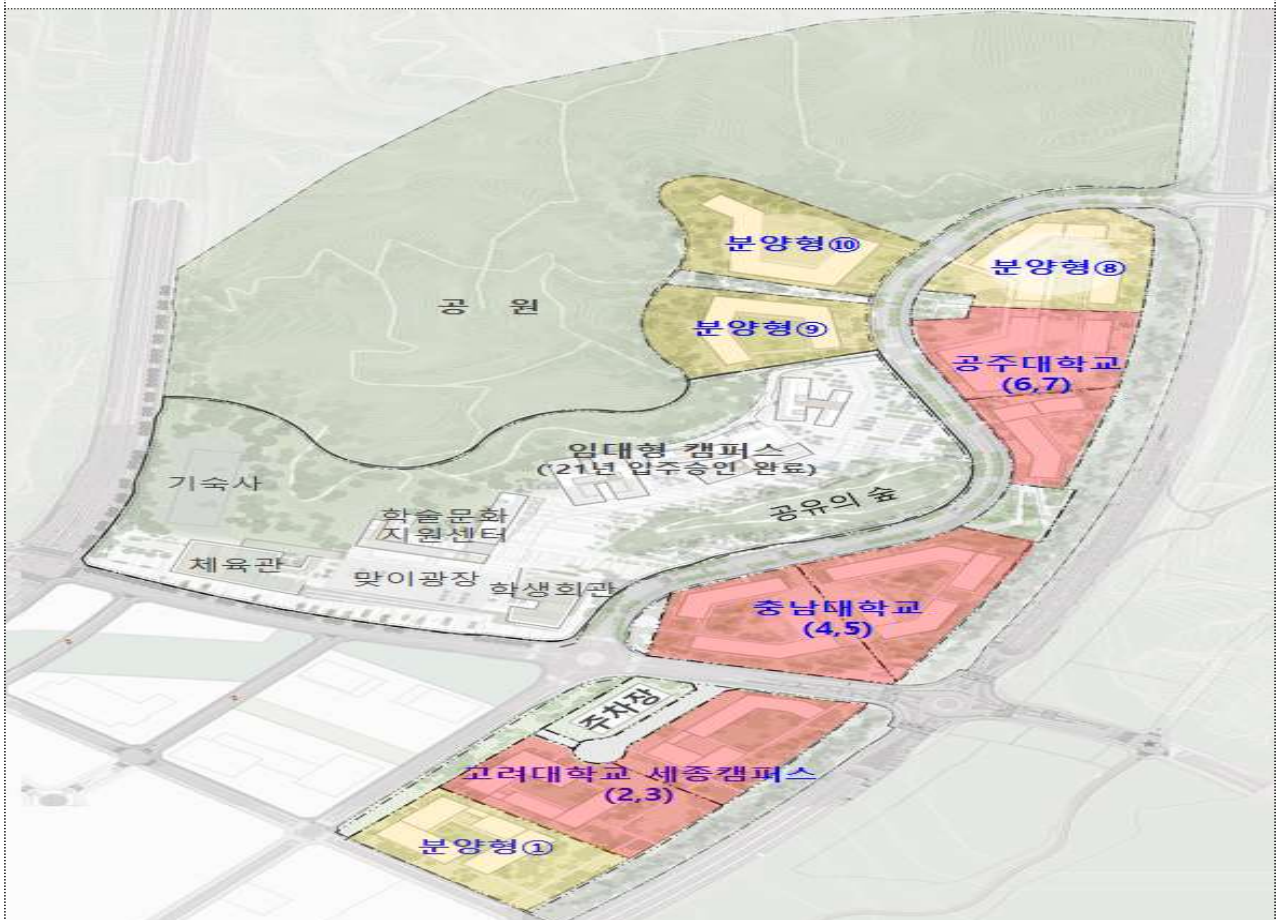 분양형⑩
분양형⑧
공 원
분양형⑨
공주대학교
(6,7)
임대형 캠퍼스
('21년 입주승인 완료)
기숙사
공유의 숲
학술문화
지원센터
체육관
맞이광장
학생회관
충남대학교
(4,5)
주차장
고려대학교 세종캠퍼스
(2,3)
분양형①